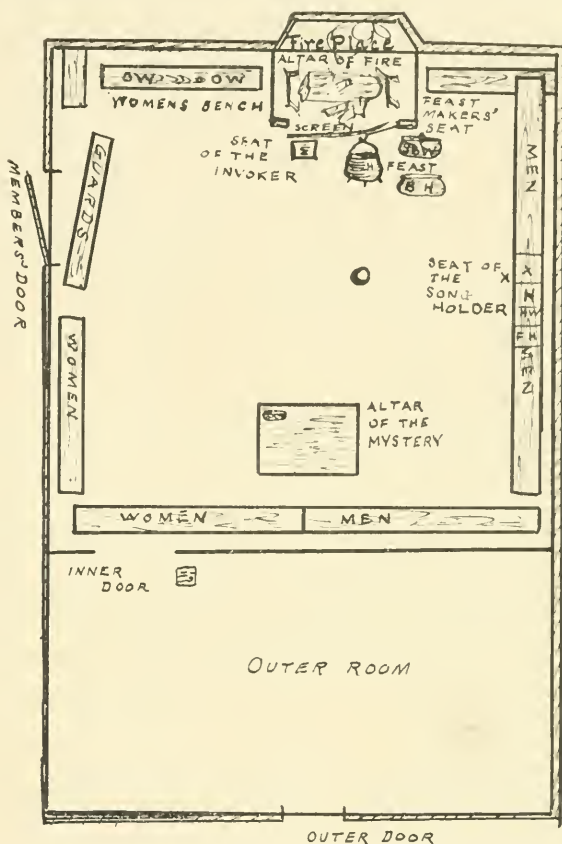 Fire Place
ALTAR OF FIRE
OW OW
WOMENS BENCH
SCREEN
FEAST
MAKERS'
SEAT
SEAT
OF THE
INVOKER
FEAST
B H
H
GUARDS
MEMBERS' DOOR
WOMEN
MEN
SEAT OF
THE
SONG
HOLDER
X
X
H
H W
F H
MEN
ALTAR
OF THE
MYSTERY
WOMEN
MEN
INNER
DOOR
OUTER ROOM
OUTER DOOR